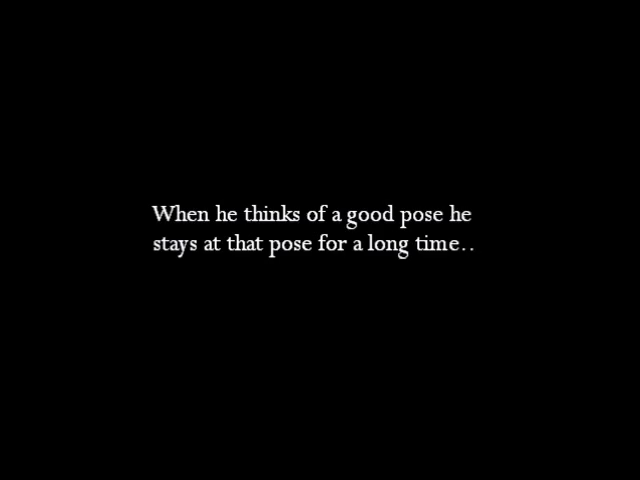 When he thinks of a good pose he
stays at that pose for a long time..